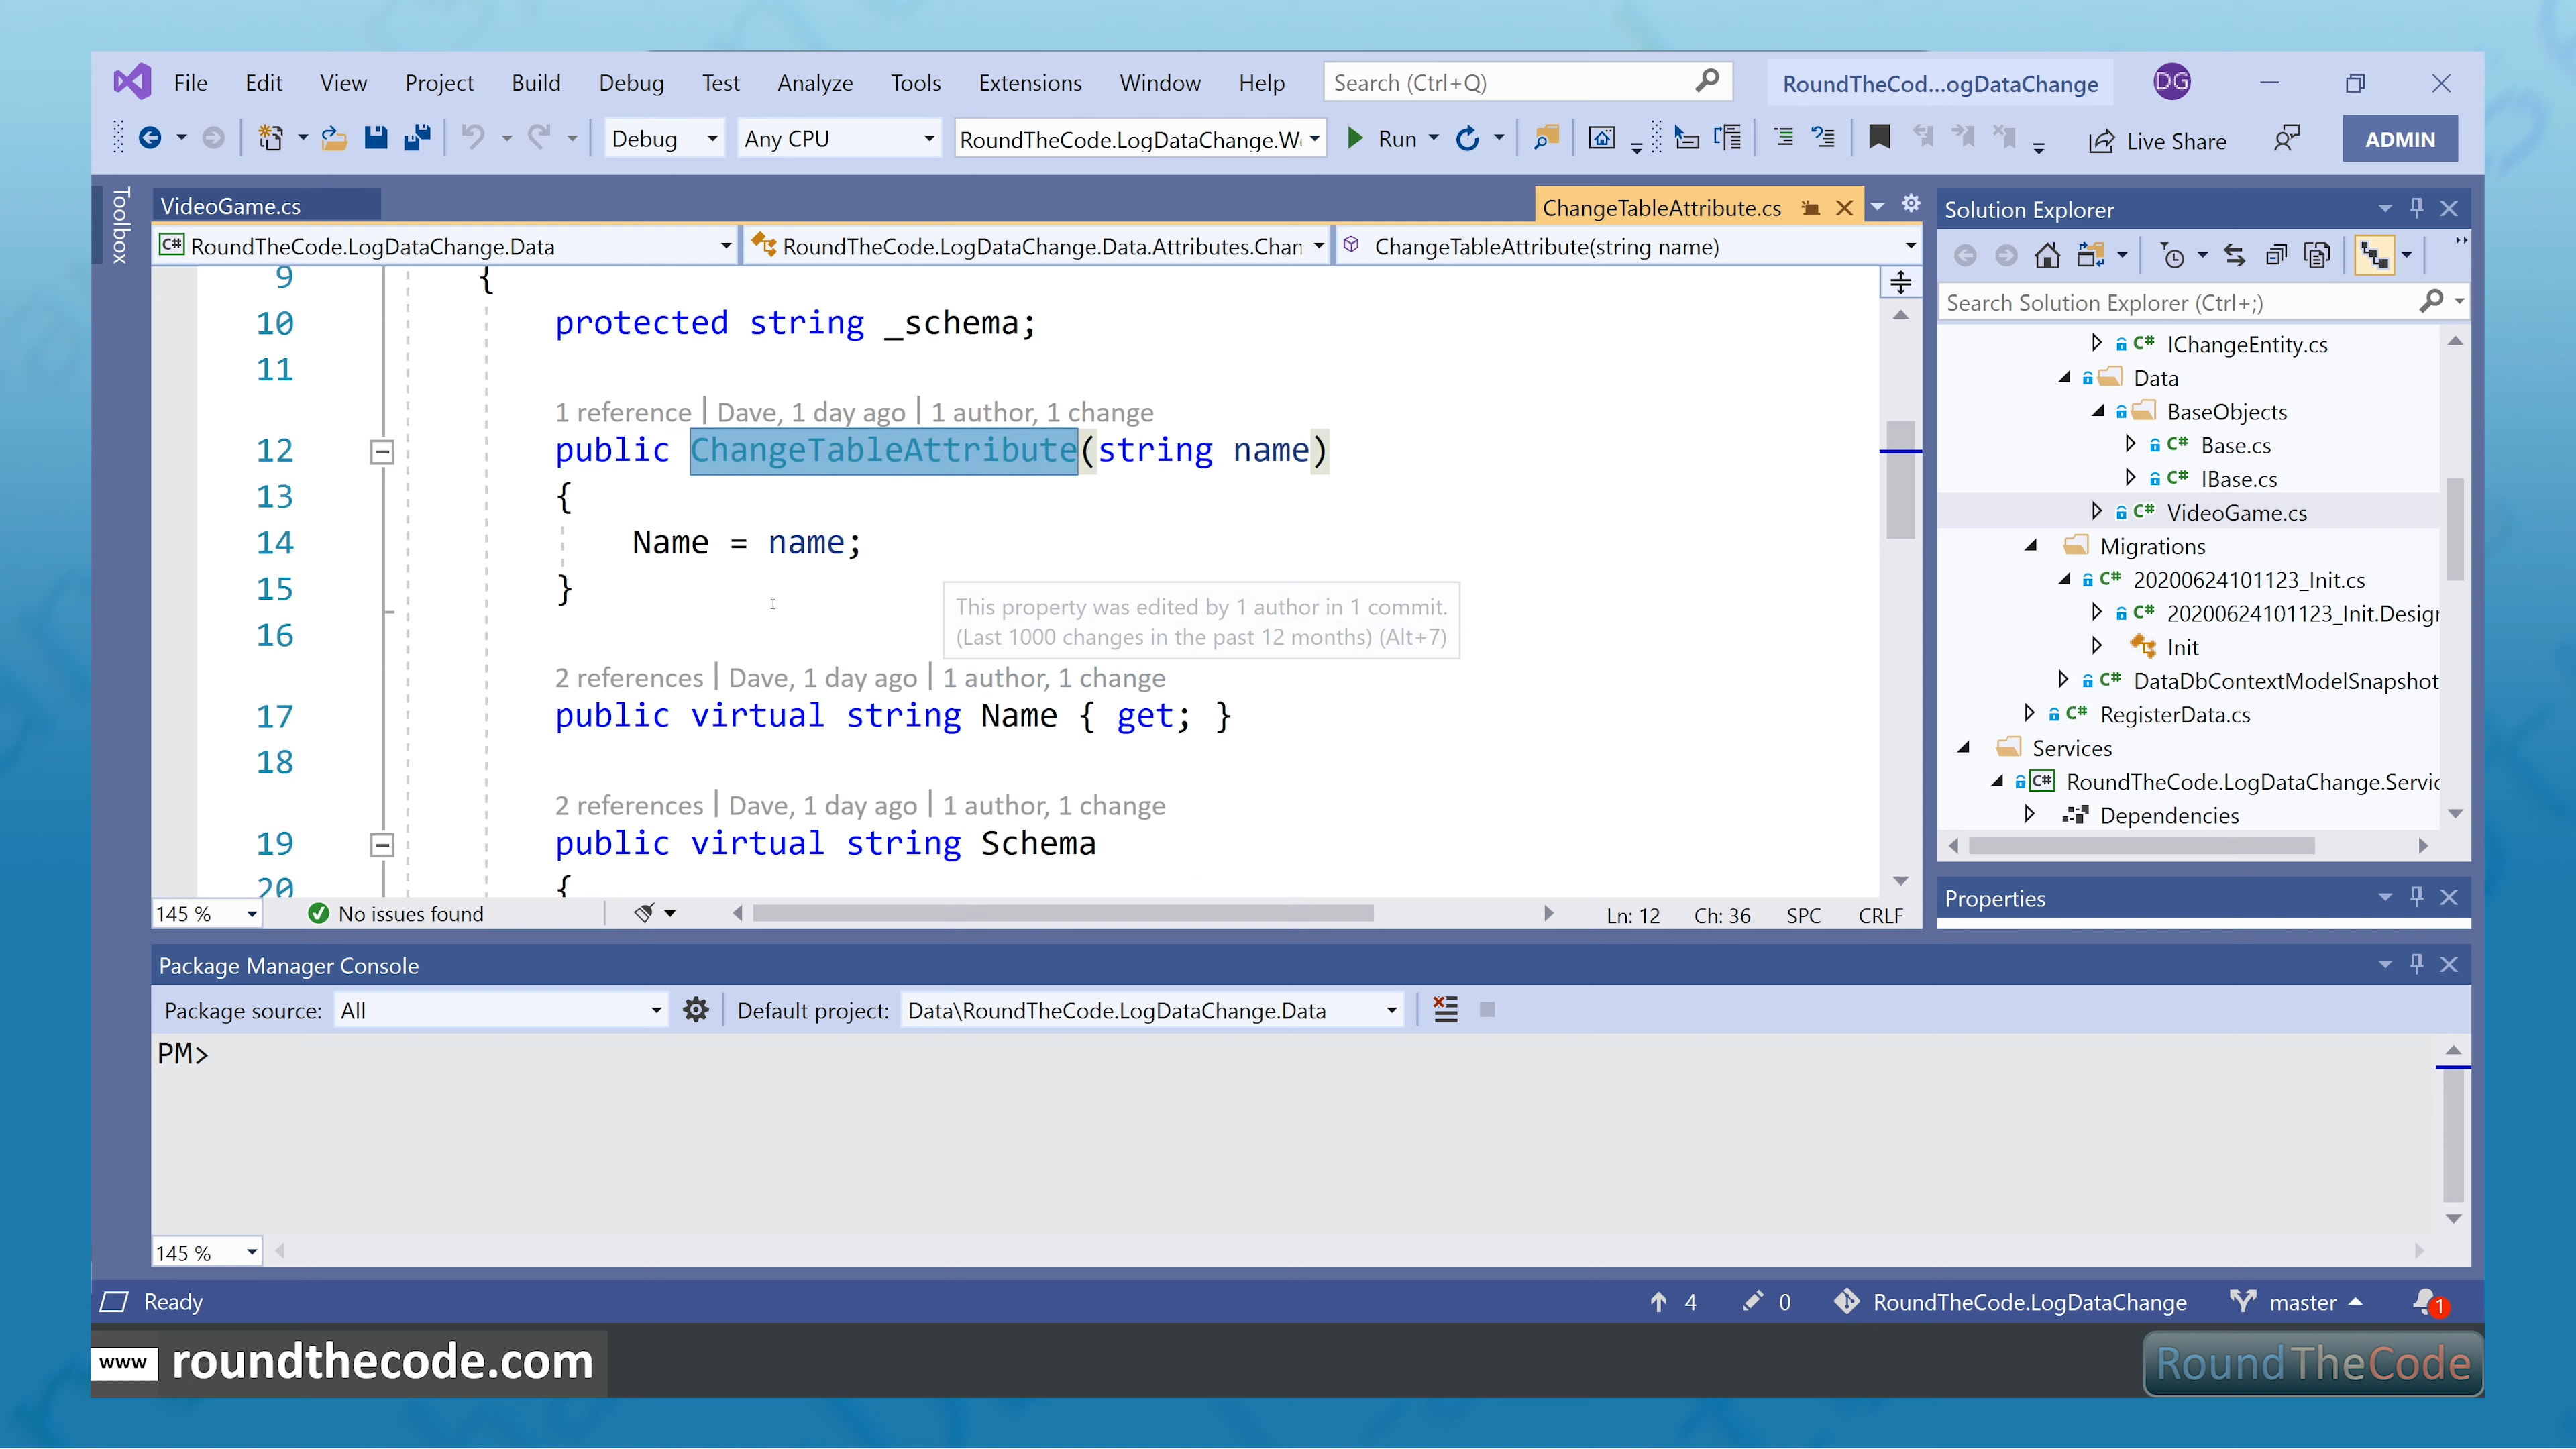 File Edit View Project Build Debug Test Analyze Tools Extensions Window Help Search (Ctrl+Q) RoundTheCod...ogDataChange DG
Debug Any CPU RoundTheCode.LogDataChange.W Run Live Share ADMIN
Toolbox
VideoGame.cs ChangeTableAttribute.cs
C# RoundTheCode.LogDataChange.Data RoundTheCode.LogDataChange.Data.Attributes.Chan ChangeTableAttribute(string name)
9 {
10 protected string _schema;
11
1 reference | Dave, 1 day ago | 1 author, 1 change
12 public ChangeTableAttribute(string name)
13 {
14 Name = name;
15 }
This property was edited by 1 author in 1 commit.
(Last 1000 changes in the past 12 months) (Alt+7)
16
2 references | Dave, 1 day ago | 1 author, 1 change
17 public virtual string Name { get; }
18
2 references | Dave, 1 day ago | 1 author, 1 change
19 public virtual string Schema
20 {
145 % No issues found Ln: 12 Ch: 36 SPC CRLF
Solution Explorer
Search Solution Explorer (Ctrl+;)
C# IChangeEntity.cs
Data
BaseObjects
C# Base.cs
C# IBase.cs
C# VideoGame.cs
Migrations
C# 20200624101123_Init.cs
C# 20200624101123_Init.Design
Init
C# DataDbContextModelSnapshot
C# RegisterData.cs
Services
C# RoundTheCode.LogDataChange.Servic
Dependencies
Properties
Package Manager Console
Package source: All Default project: Data\RoundTheCode.LogDataChange.Data
PM>
145 %
Ready 4 0 RoundTheCode.LogDataChange master 1
www roundthecode.com
RoundTheCode